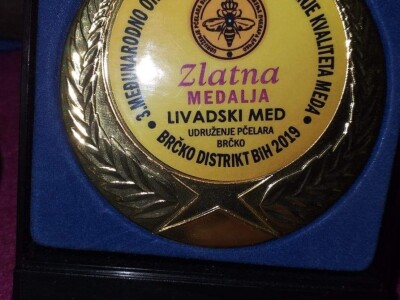 3.MEĐUNARODNO
KVALITETA MEDA
Zlatna
MEDALJA
LIVADSKI MED
UDRUŽENJE PČELARA
BRČKO
BRČKO DISTRIKT BIH 2019